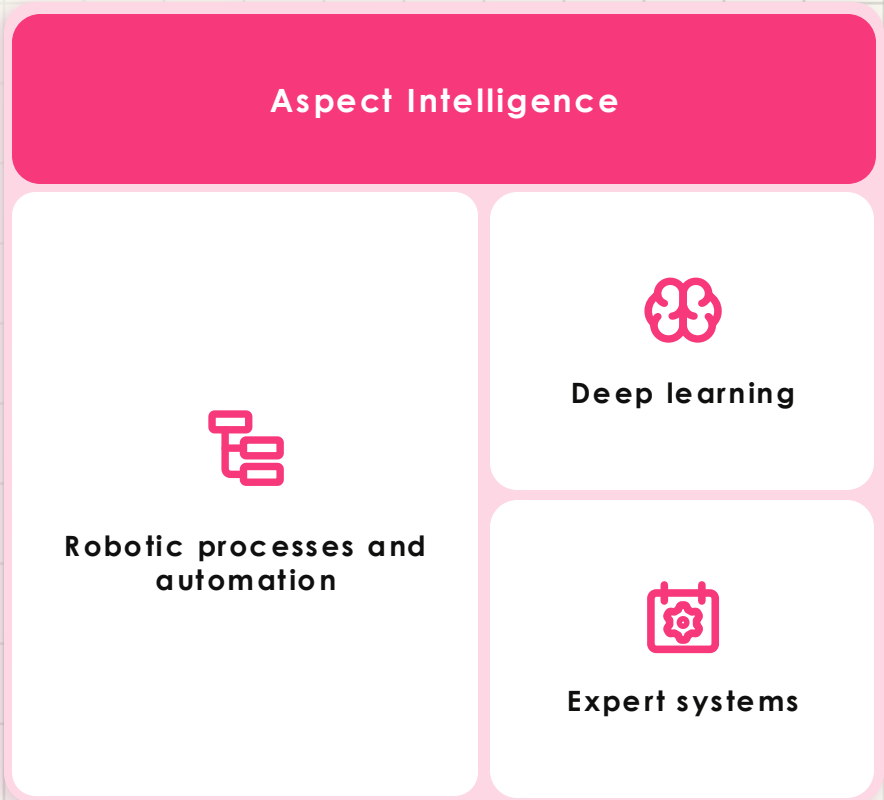 Aspect Intelligence
Robotic processes and
automation
Deep learning
Expert systems